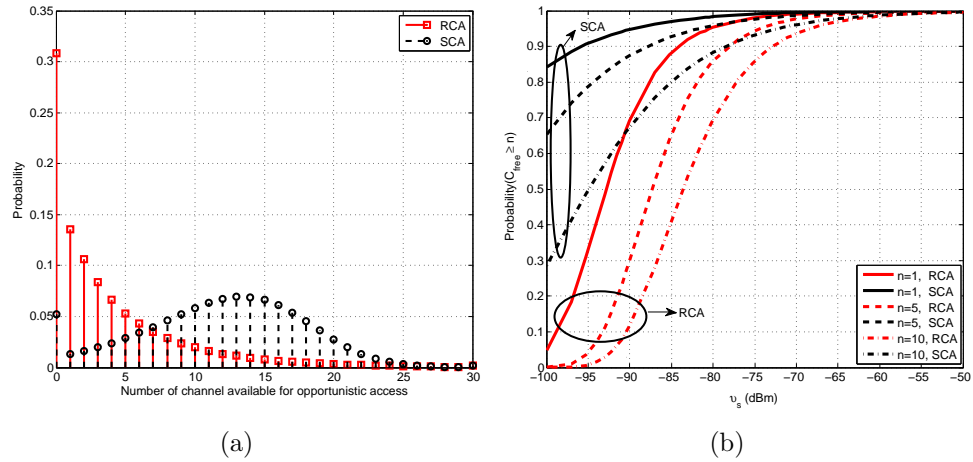 0.35
0.3
0.25
0.2
0.15
0.1
0.05
0
Probability
0 5 10 15 20 25 30
Number of channel available for opportunistic access
RCA
SCA
(a)
1
0.9
0.8
0.7
0.6
0.5
0.4
0.3
0.2
0.1
0
Probability(C_free ≥ n)
−100 −95 −90 −85 −80 −75 −70 −65 −60 −55 −50
υ_s (dBm)
SCA
RCA
n=1, RCA
n=1, SCA
n=5, RCA
n=5, SCA
n=10, RCA
n=10, SCA
(b)